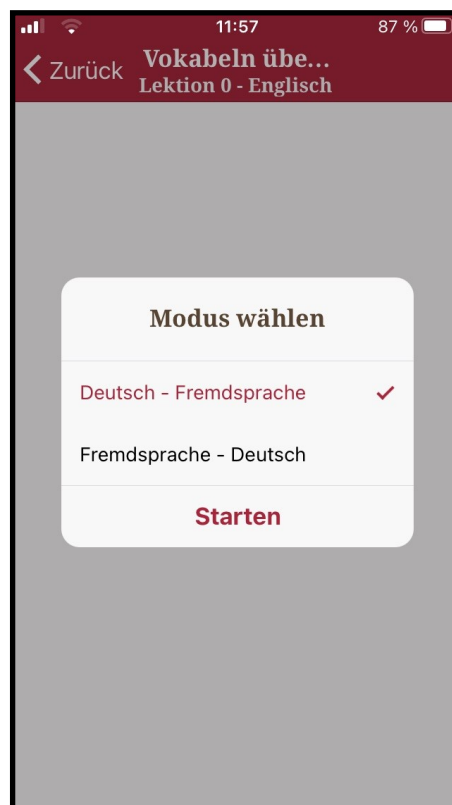 11:57
87 %
Zurück
Vokabeln übe...
Lektion 0 - Englisch
Modus wählen
Deutsch - Fremdsprache
Fremdsprache - Deutsch
Starten